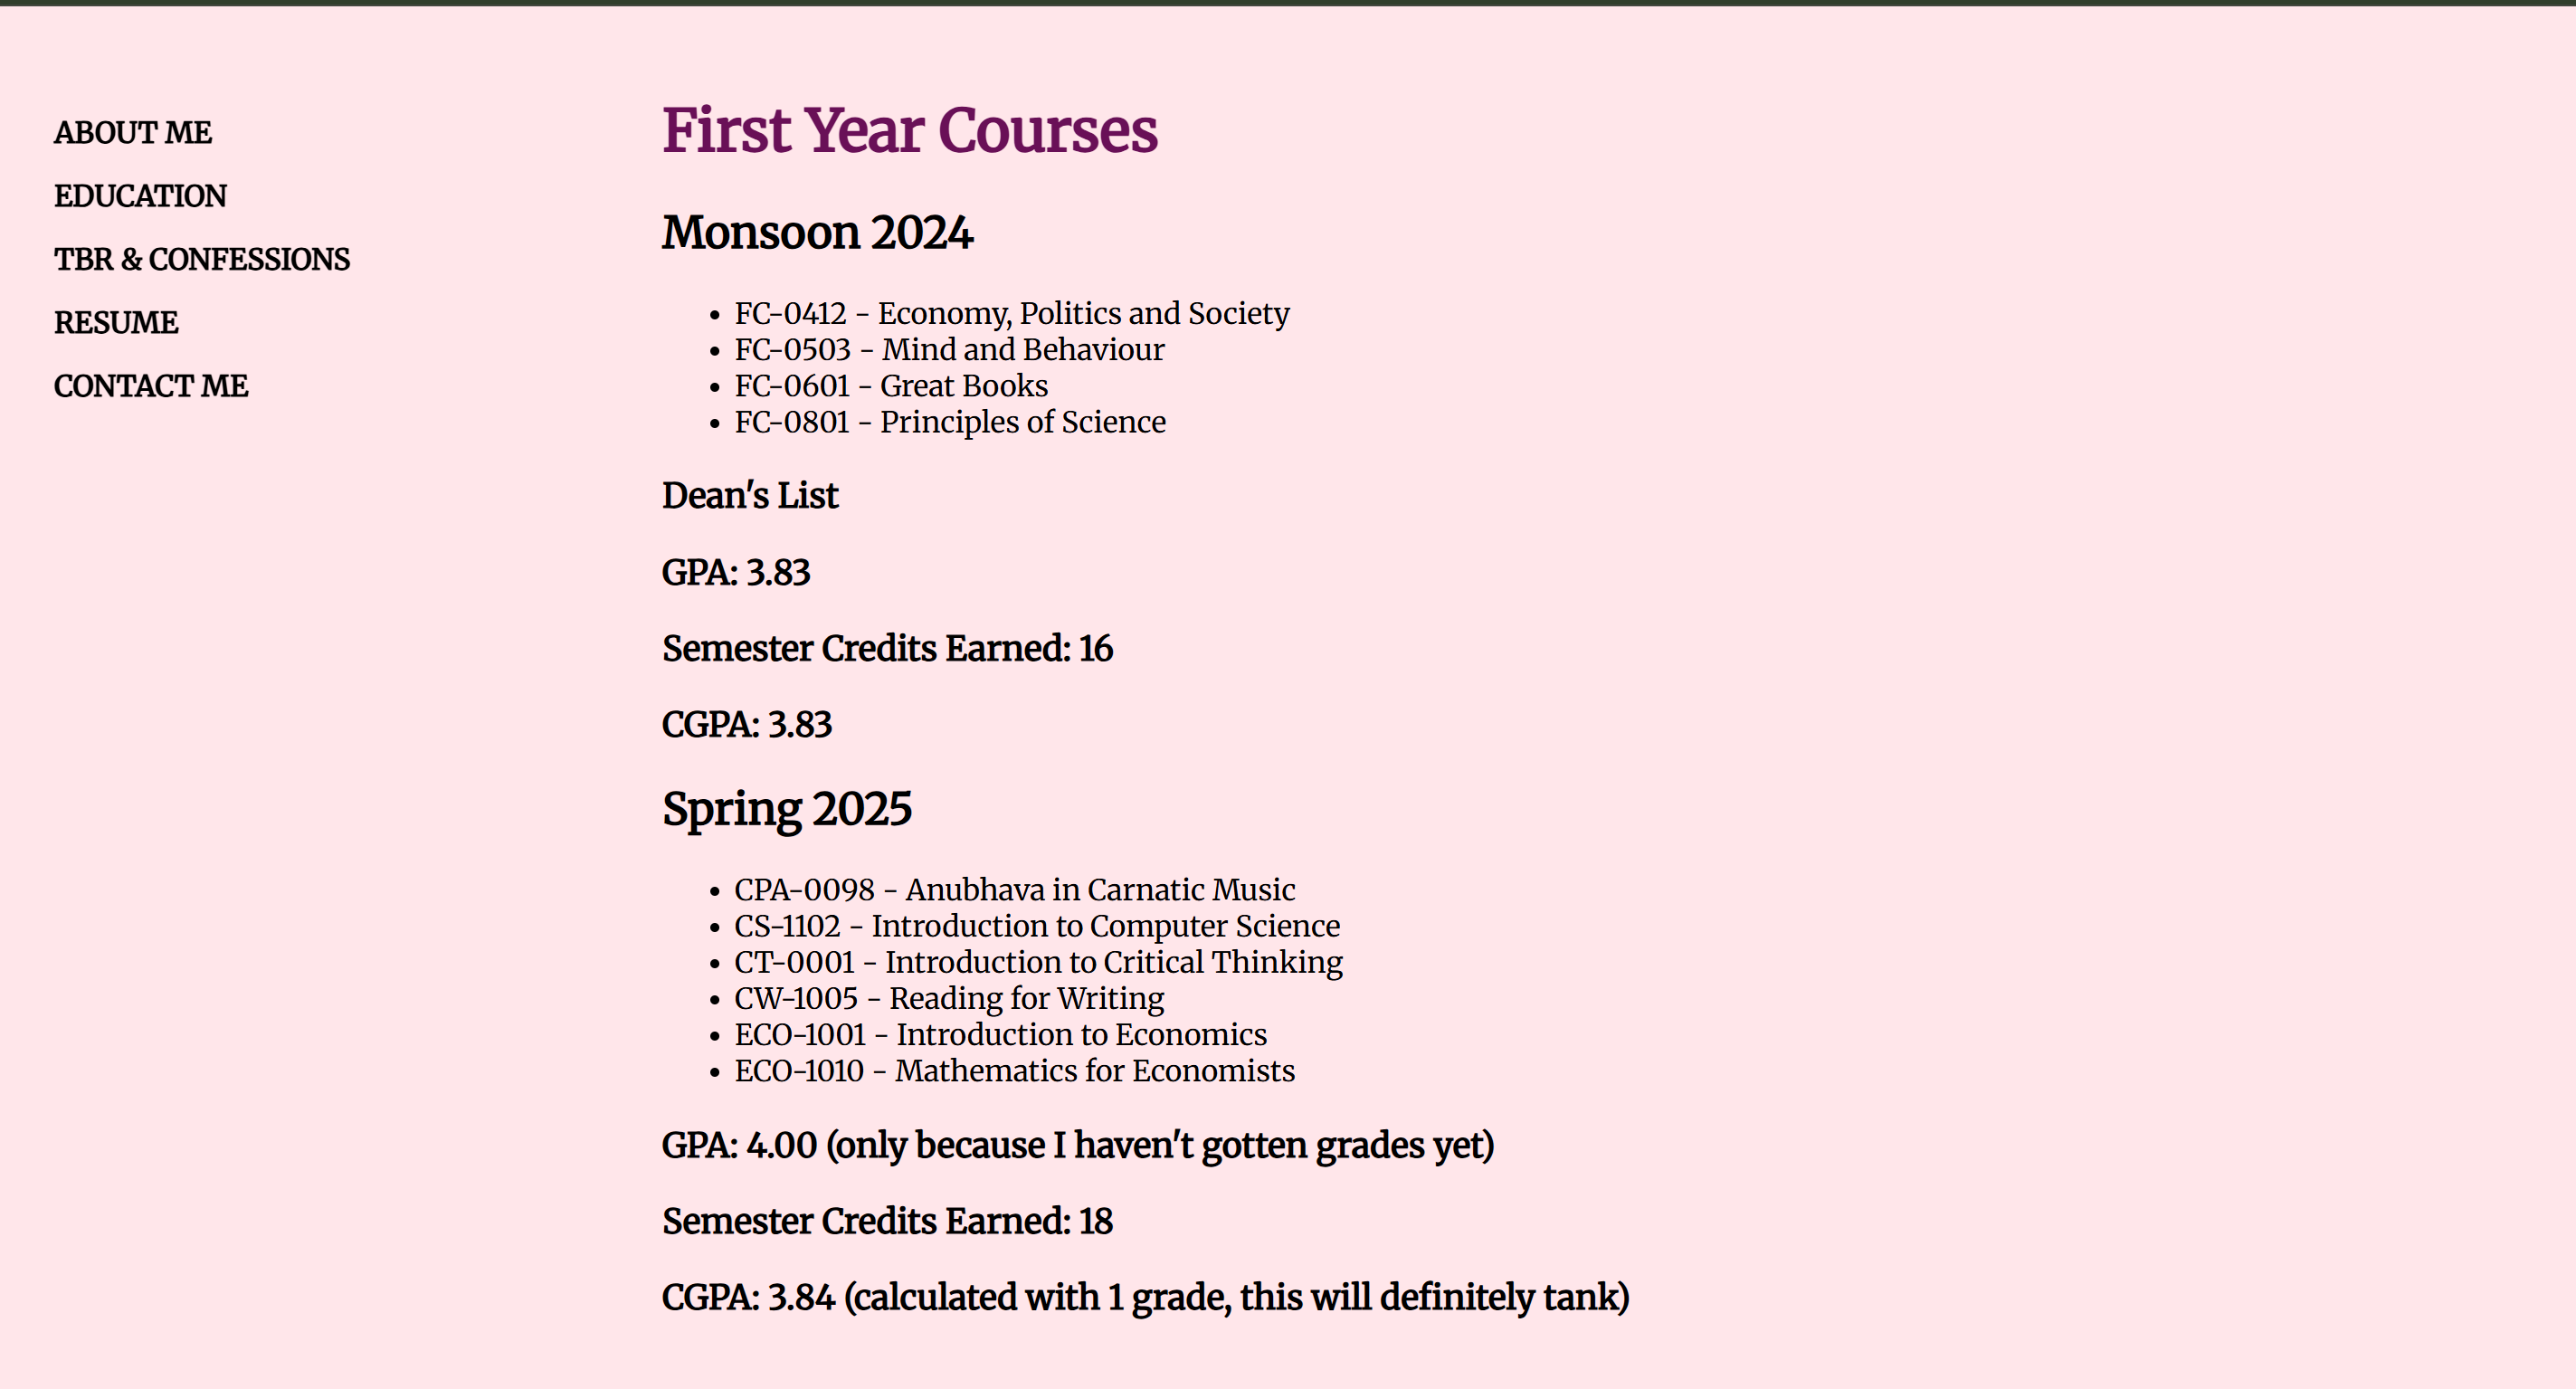 ABOUT ME
EDUCATION
TBR & CONFESSIONS
RESUME
CONTACT ME
First Year Courses
Monsoon 2024
• FC-0412 - Economy, Politics and Society
• FC-0503 - Mind and Behaviour
• FC-0601 - Great Books
• FC-0801 - Principles of Science
Dean's List
GPA: 3.83
Semester Credits Earned: 16
CGPA: 3.83
Spring 2025
• CPA-0098 - Anubhava in Carnatic Music
• CS-1102 - Introduction to Computer Science
• CT-0001 - Introduction to Critical Thinking
• CW-1005 - Reading for Writing
• ECO-1001 - Introduction to Economics
• ECO-1010 - Mathematics for Economists
GPA: 4.00 (only because I haven't gotten grades yet)
Semester Credits Earned: 18
CGPA: 3.84 (calculated with 1 grade, this will definitely tank)